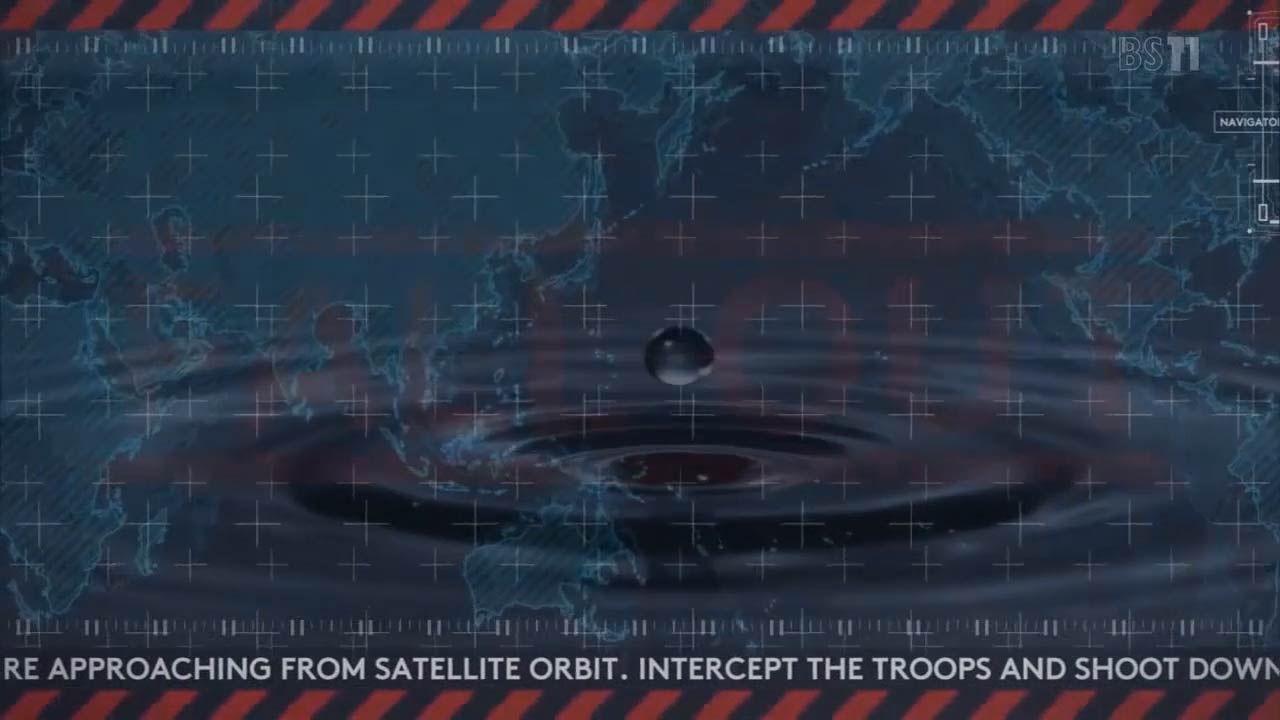 BS11
NAVIGATO
RE APPROACHING FROM SATELLITE ORBIT. INTERCEPT THE TROOPS AND SHOOT DOWN